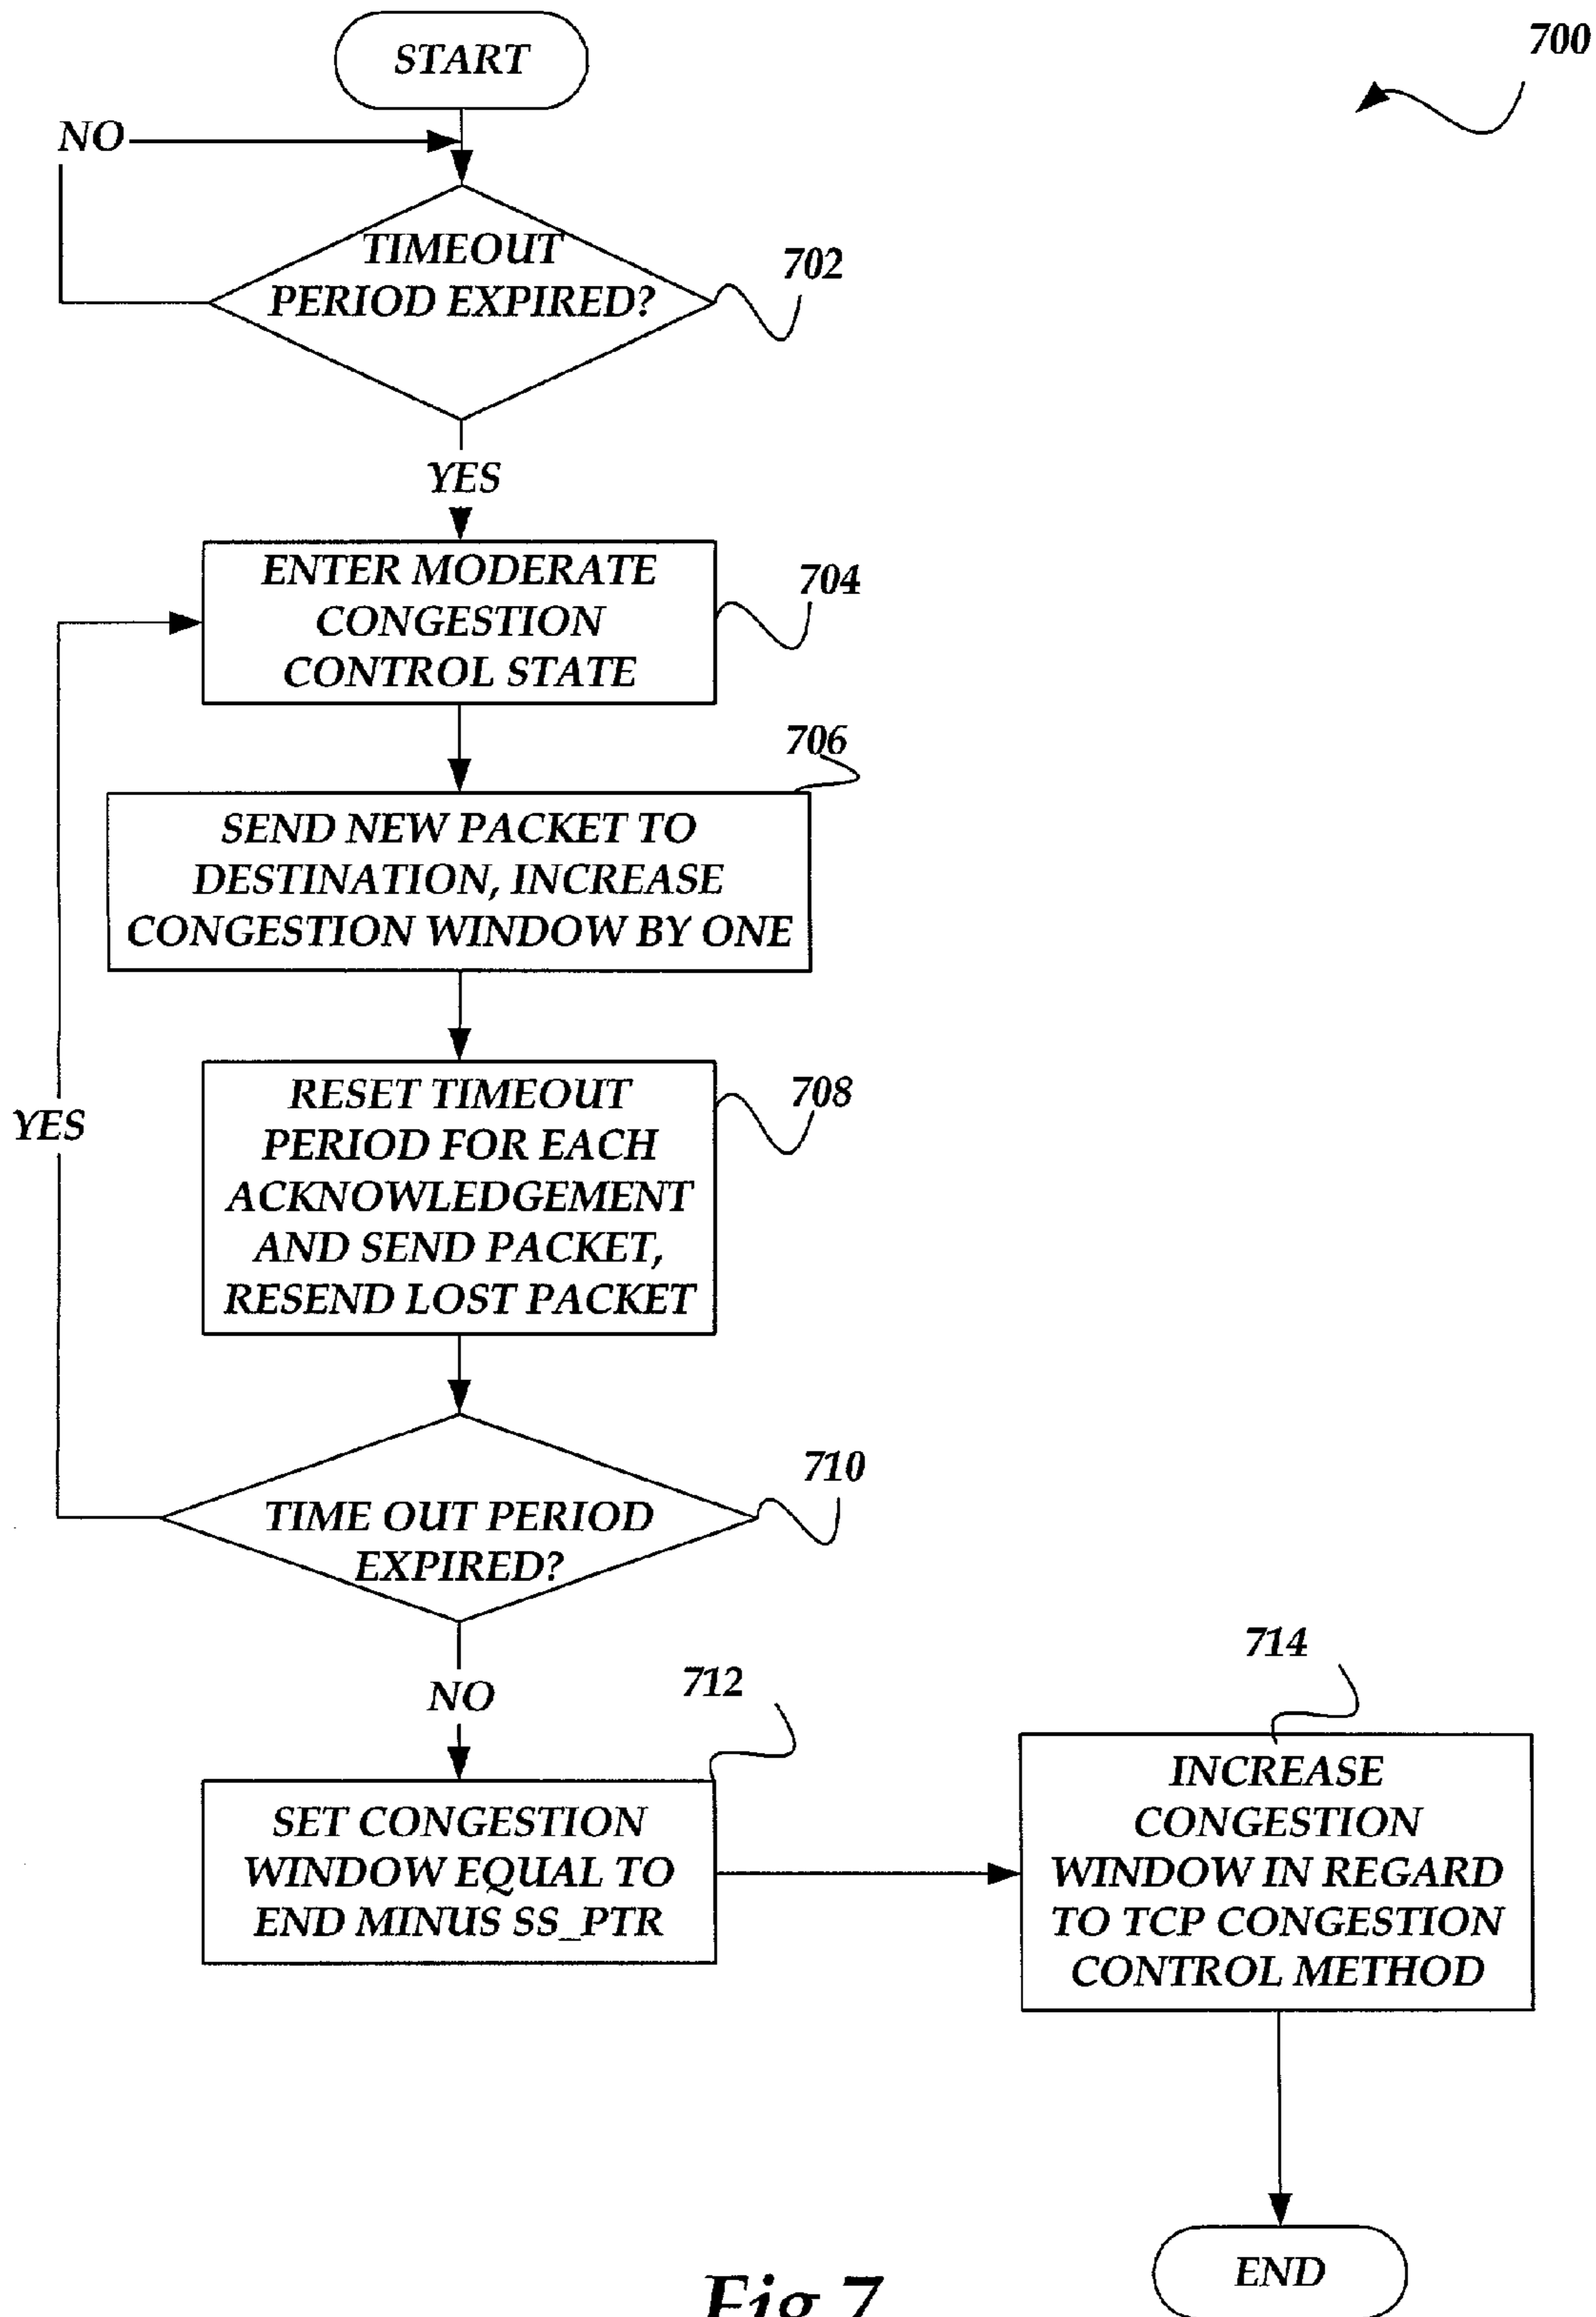 START
700
NO
TIMEOUT
PERIOD EXPIRED?
702
YES
ENTER MODERATE
CONGESTION
CONTROL STATE
704
706
SEND NEW PACKET TO
DESTINATION, INCREASE
CONGESTION WINDOW BY ONE
RESET TIMEOUT
PERIOD FOR EACH
ACKNOWLEDGEMENT
AND SEND PACKET,
RESEND LOST PACKET
708
YES
TIME OUT PERIOD
EXPIRED?
710
NO
712
SET CONGESTION
WINDOW EQUAL TO
END MINUS SS_PTR
714
INCREASE
CONGESTION
WINDOW IN REGARD
TO TCP CONGESTION
CONTROL METHOD
END
Fig 7